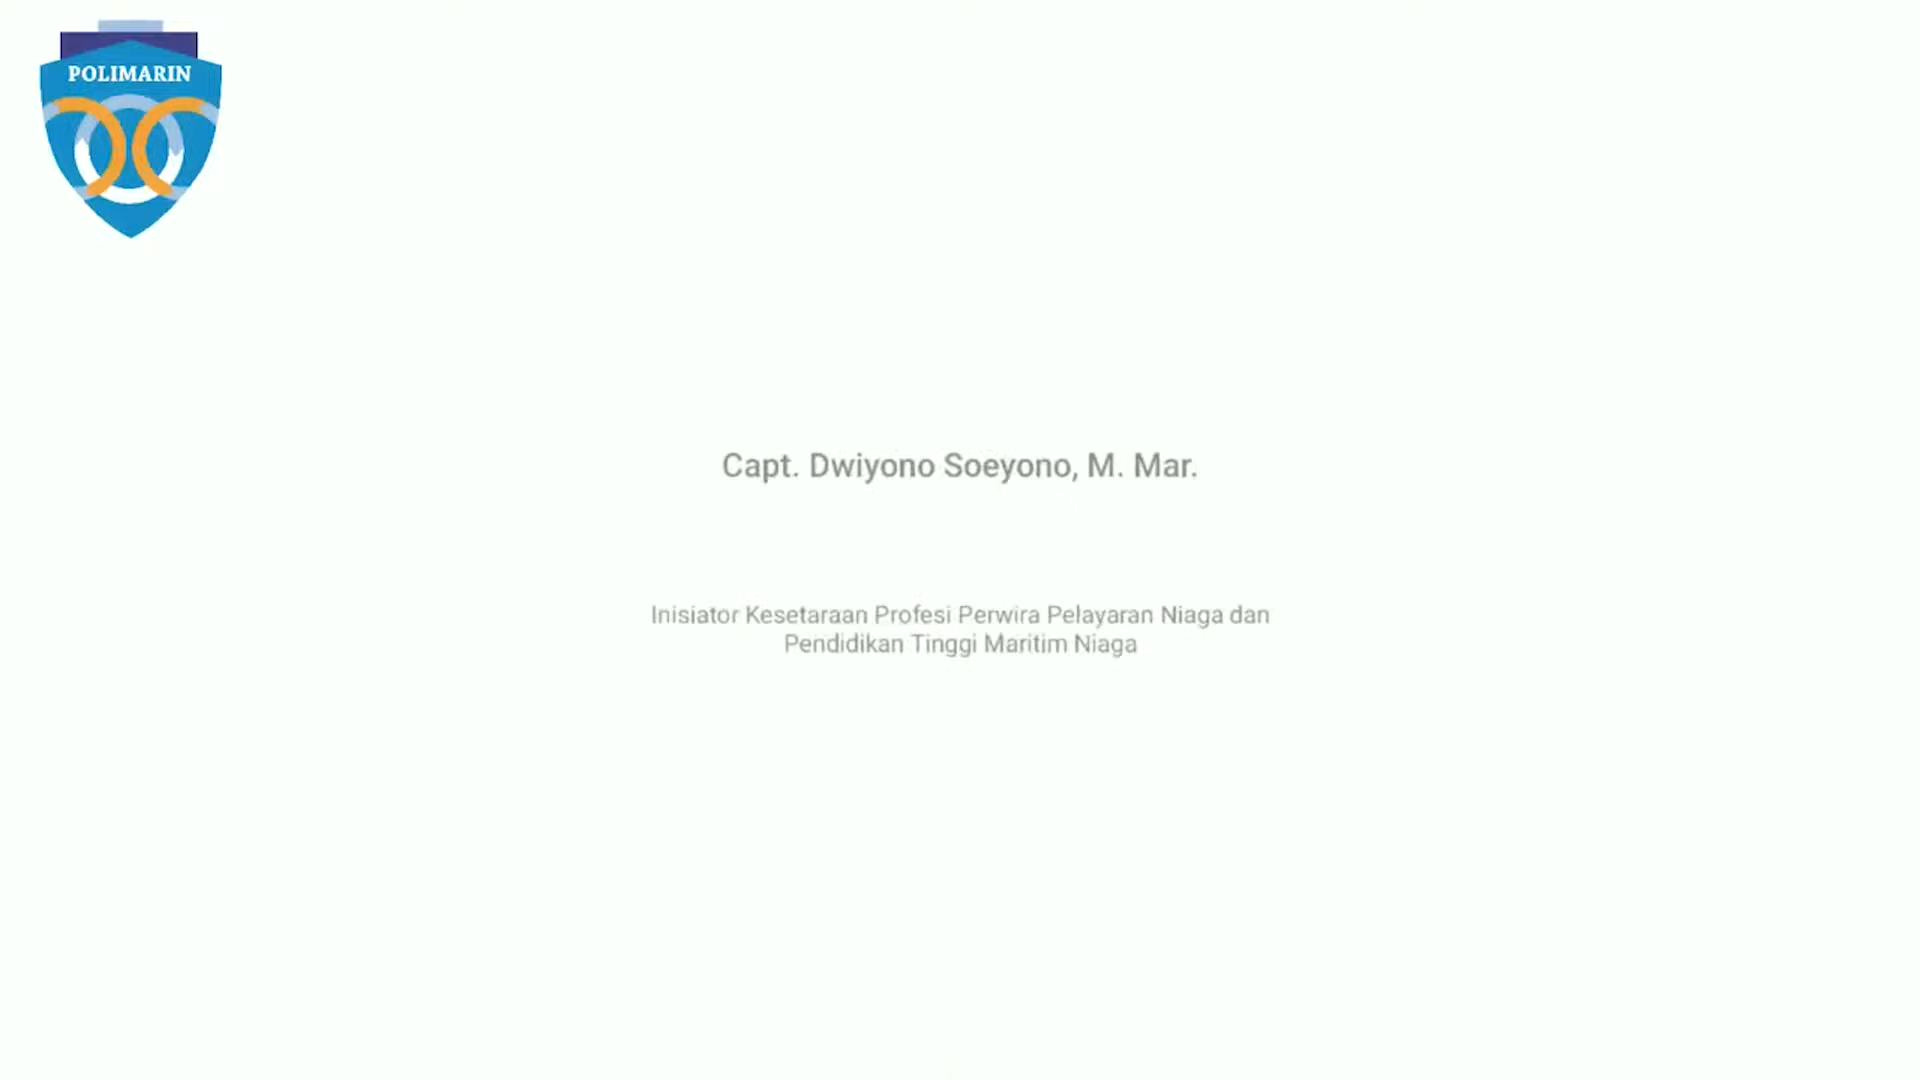 POLIMARIN
Capt. Dwiyono Soeyono, M. Mar.
Inisiator Kesetaraan Profesi Perwira Pelayaran Niaga dan
Pendidikan Tinggi Maritim Niaga